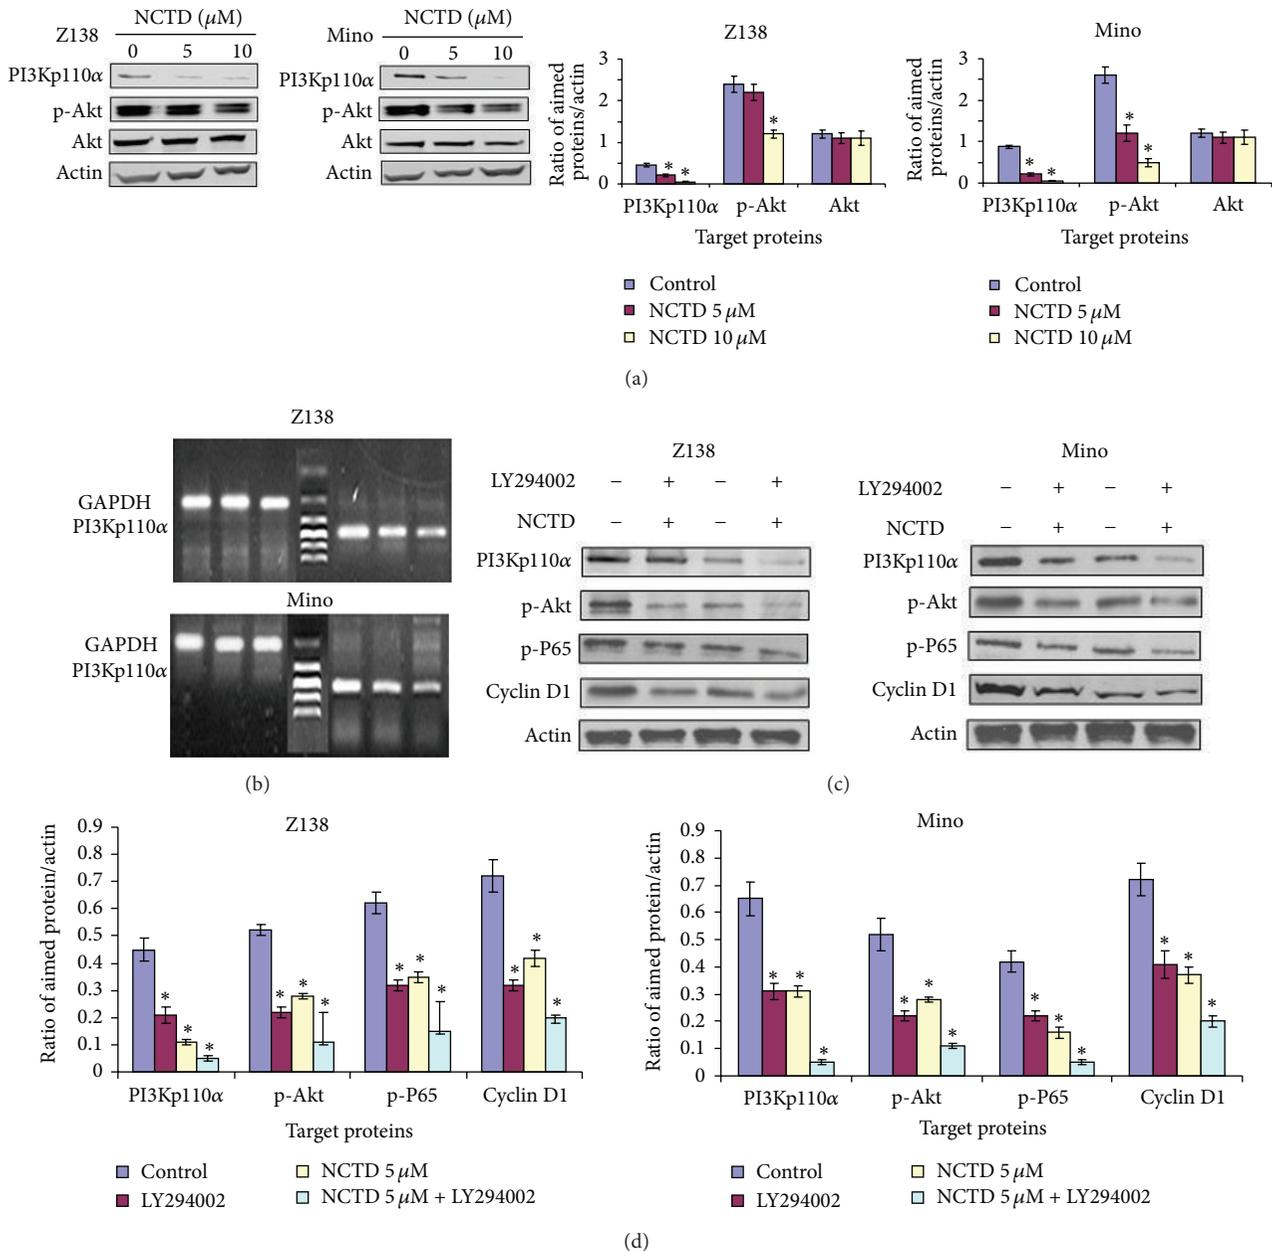 NCTD (μM)
Z138
0 5 10
PI3Kp110α
p-Akt
Akt
Actin
NCTD (μM)
Mino
0 5 10
PI3Kp110α
p-Akt
Akt
Actin
Z138
Ratio of aimed
proteins/actin
3
2
1
0
* * *
PI3Kp110α p-Akt Akt
Target proteins
Control
NCTD 5 μM
NCTD 10 μM
Mino
Ratio of aimed
proteins/actin
3
2
1
0
* * * *
PI3Kp110α p-Akt Akt
Target proteins
Control
NCTD 5 μM
NCTD 10 μM
(a)
Z138
GAPDH
PI3Kp110α
Mino
GAPDH
PI3Kp110α
(b)
Z138
LY294002 − + − +
NCTD − + − +
PI3Kp110α
p-Akt
p-P65
Cyclin D1
Actin
Mino
LY294002 − + − +
NCTD − + − +
PI3Kp110α
p-Akt
p-P65
Cyclin D1
Actin
(c)
Z138
Ratio of aimed protein/actin
0.9
0.8
0.7
0.6
0.5
0.4
0.3
0.2
0.1
0
* * * * * * * * * * * *
PI3Kp110α p-Akt p-P65 Cyclin D1
Target proteins
Control
LY294002
NCTD 5 μM
NCTD 5 μM + LY294002
Mino
Ratio of aimed protein/actin
0.9
0.8
0.7
0.6
0.5
0.4
0.3
0.2
0.1
0
* * * * * * * * * * * *
PI3Kp110α p-Akt p-P65 Cyclin D1
Target proteins
Control
LY294002
NCTD 5 μM
NCTD 5 μM + LY294002
(d)